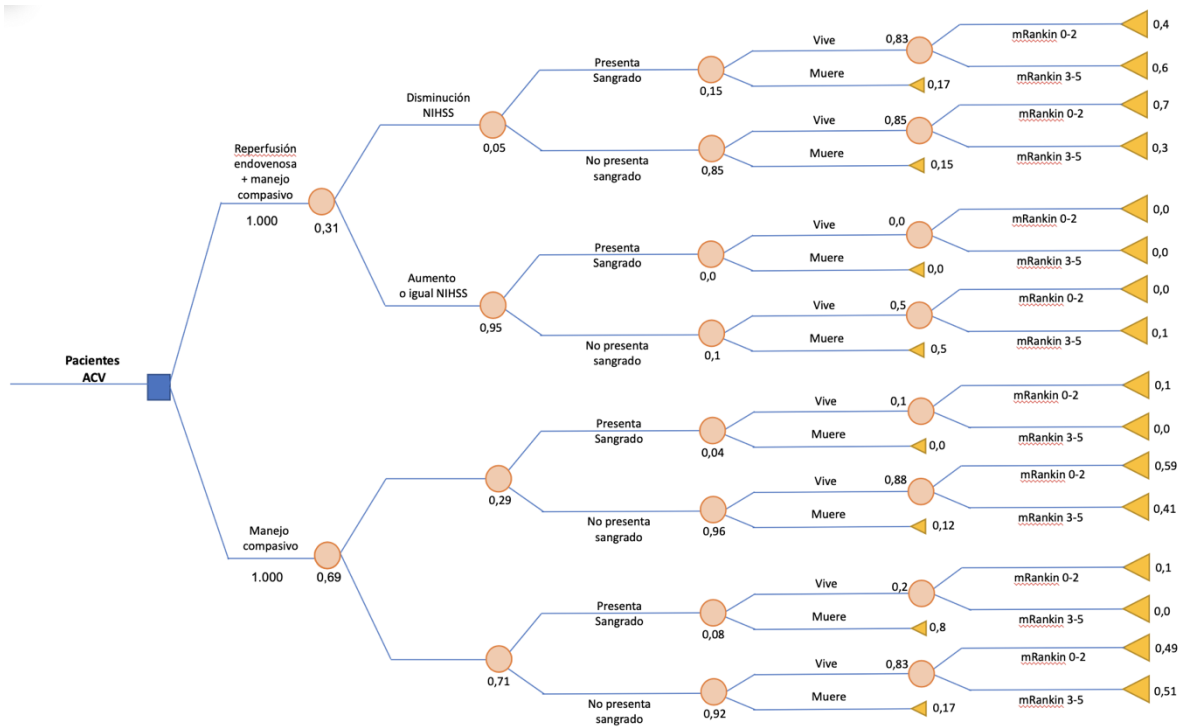 Pacientes
ACV
Reperfusión
endovenosa
+ manejo
compasivo
1.000
0,31
Disminución
NIHSS
0,05
Presenta
Sangrado
0,15
Vive
0,83
mRankin 0-2
0,4
mRankin 3-5
0,6
Muere
0,17
No presenta
sangrado
0,85
Vive
0,85
mRankin 0-2
0,7
mRankin 3-5
0,3
Muere
0,15
Aumento
o igual NIHSS
0,95
Presenta
Sangrado
0,0
Vive
0,0
mRankin 0-2
0,0
mRankin 3-5
0,0
Muere
0,0
No presenta
sangrado
0,1
Vive
0,5
mRankin 0-2
0,0
mRankin 3-5
0,1
Muere
0,5
Manejo
compasivo
1.000
0,69
0,29
Presenta
Sangrado
0,04
Vive
0,1
mRankin 0-2
0,1
mRankin 3-5
0,0
Muere
0,0
No presenta
sangrado
0,96
Vive
0,88
mRankin 0-2
0,59
mRankin 3-5
0,41
Muere
0,12
0,71
Presenta
Sangrado
0,08
Vive
0,2
mRankin 0-2
0,1
mRankin 3-5
0,0
Muere
0,8
No presenta
sangrado
0,92
Vive
0,83
mRankin 0-2
0,49
mRankin 3-5
0,51
Muere
0,17